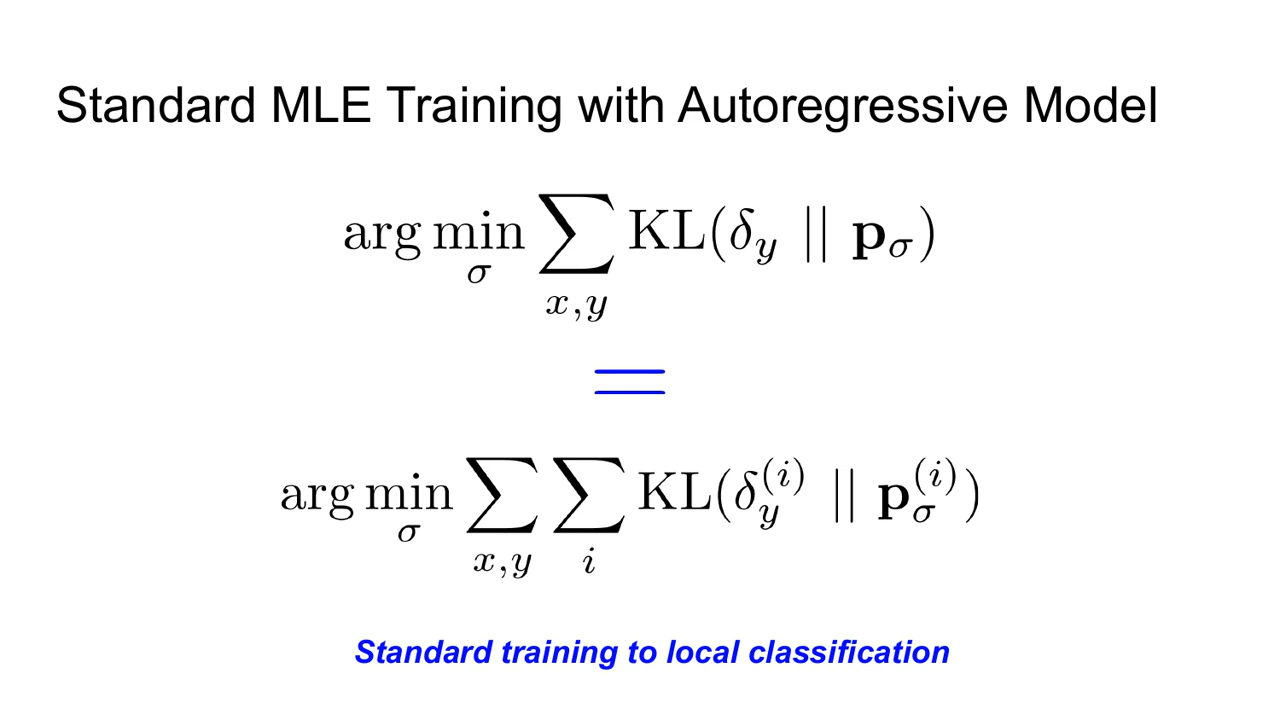 Standard MLE Training with Autoregressive Model
arg min_σ ∑_{x,y} KL(δ_y || p_σ)
=
arg min_σ ∑_{x,y} ∑_i KL(δ_y^{(i)} || p_σ^{(i)})
Standard training to local classification